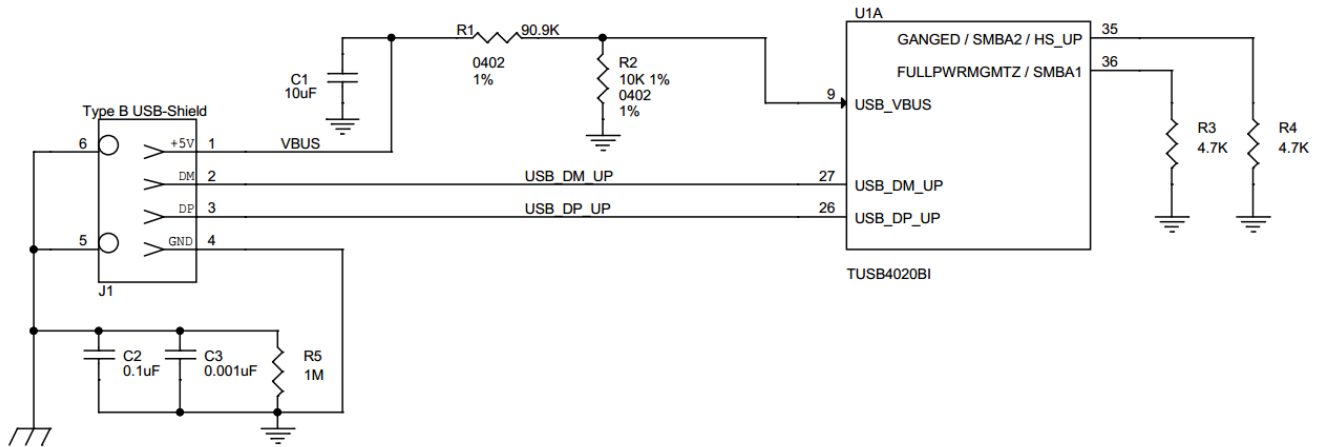 U1A
R1 90.9K
0402
1%
GANGED / SMBA2 / HS_UP
35
FULLPWRMGMTZ / SMBA1
36
C1
10uF
R2
10K 1%
0402
1%
9
USB_VBUS
R3
4.7K
R4
4.7K
Type B USB-Shield
6
+5V
1
VBUS
DM
2
USB_DM_UP
27
USB_DM_UP
DP
3
USB_DP_UP
26
USB_DP_UP
5
GND
4
J1
TUSB4020BI
C2
0.1uF
C3
0.001uF
R5
1M